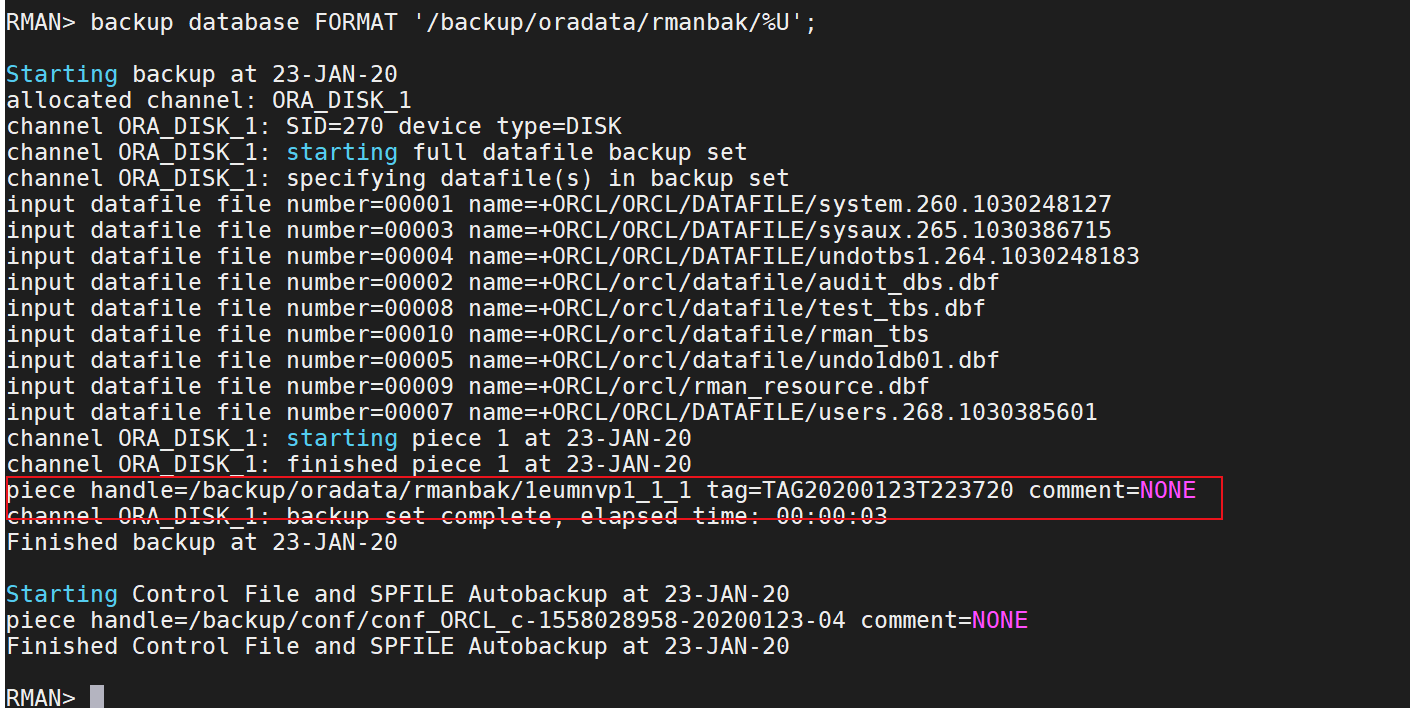 RMAN> backup database FORMAT '/backup/oradata/rmanbak/%U';
Starting backup at 23-JAN-20
allocated channel: ORA_DISK_1
channel ORA_DISK_1: SID=270 device type=DISK
channel ORA_DISK_1: starting full datafile backup set
channel ORA_DISK_1: specifying datafile(s) in backup set
input datafile file number=00001 name=+ORCL/ORCL/DATAFILE/system.260.1030248127
input datafile file number=00003 name=+ORCL/ORCL/DATAFILE/sysaux.265.1030386715
input datafile file number=00004 name=+ORCL/ORCL/DATAFILE/undotbs1.264.1030248183
input datafile file number=00002 name=+ORCL/orcl/datafile/audit_dbs.dbf
input datafile file number=00008 name=+ORCL/orcl/datafile/test_tbs.dbf
input datafile file number=00010 name=+ORCL/orcl/datafile/rman_tbs
input datafile file number=00005 name=+ORCL/orcl/datafile/undo1db01.dbf
input datafile file number=00009 name=+ORCL/orcl/rman_resource.dbf
input datafile file number=00007 name=+ORCL/ORCL/DATAFILE/users.268.1030385601
channel ORA_DISK_1: starting piece 1 at 23-JAN-20
channel ORA_DISK_1: finished piece 1 at 23-JAN-20
piece handle=/backup/oradata/rmanbak/1eumnvp1_1_1 tag=TAG20200123T223720 comment=NONE
channel ORA_DISK_1: backup set complete, elapsed time: 00:00:03
Finished backup at 23-JAN-20
Starting Control File and SPFILE Autobackup at 23-JAN-20
piece handle=/backup/conf/conf_ORCL_c-1558028958-20200123-04 comment=NONE
Finished Control File and SPFILE Autobackup at 23-JAN-20
RMAN>